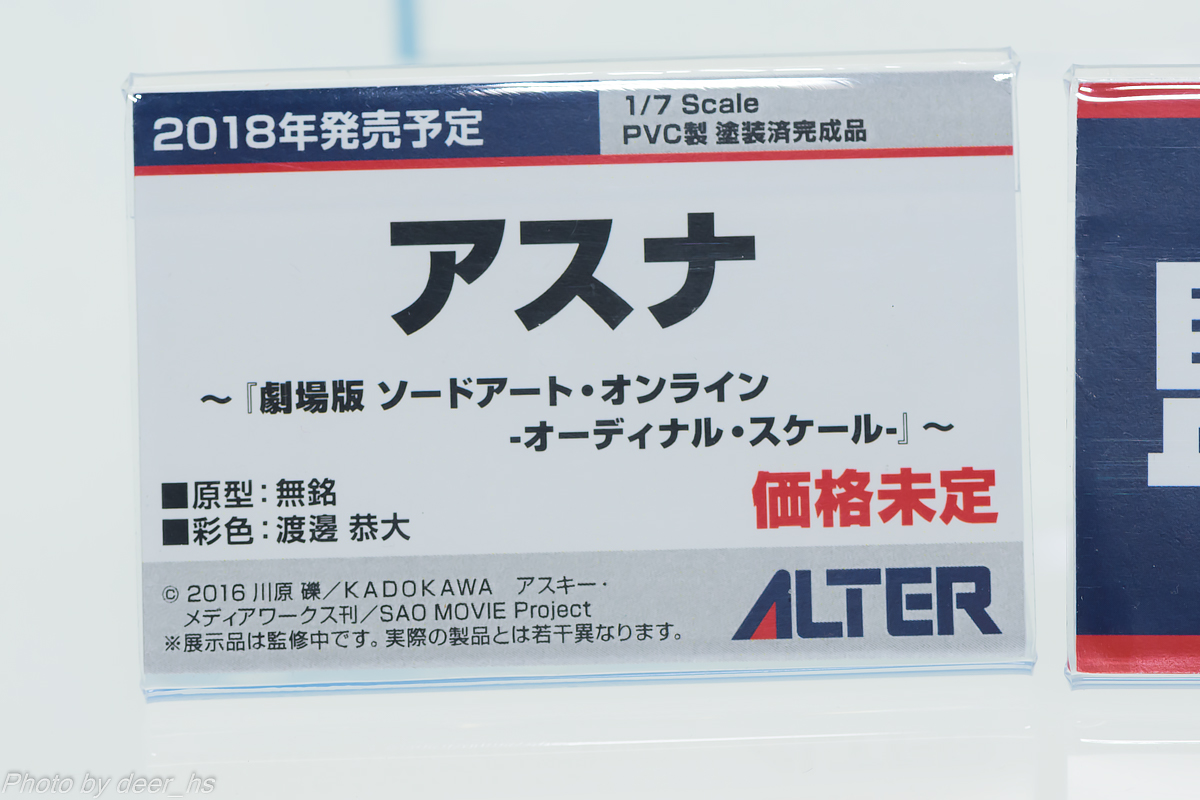 2018年発売予定
1/7 Scale
PVC製 塗装済完成品
アスナ
～『劇場版 ソードアート・オンライン
-オーディナル・スケール-』～
■原型：無銘
■彩色：渡邊 恭大
価格未定
© 2016 川原 礫／KADOKAWA アスキー・
メディアワークス刊／SAO MOVIE Project
※展示品は監修中です。実際の製品とは若干異なります。
ALTER
Photo by deer_hs